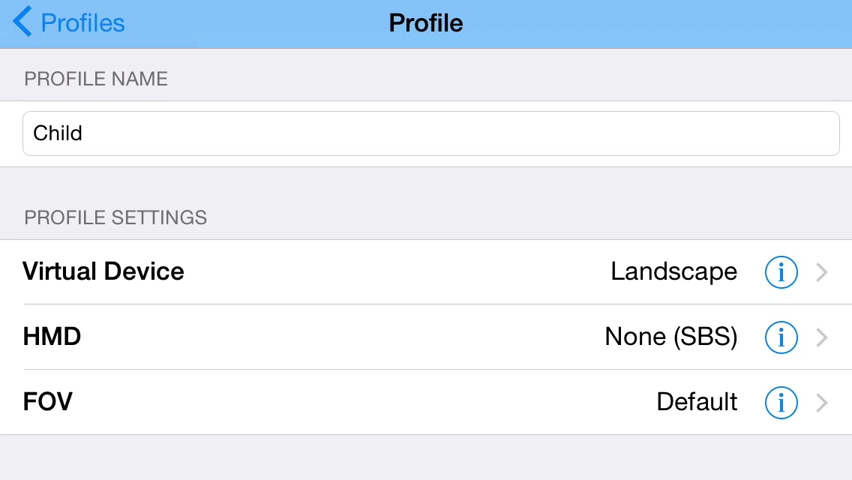 Profiles
Profile
PROFILE NAME
Child
PROFILE SETTINGS
Virtual Device Landscape i
HMD None (SBS) i
FOV Default i